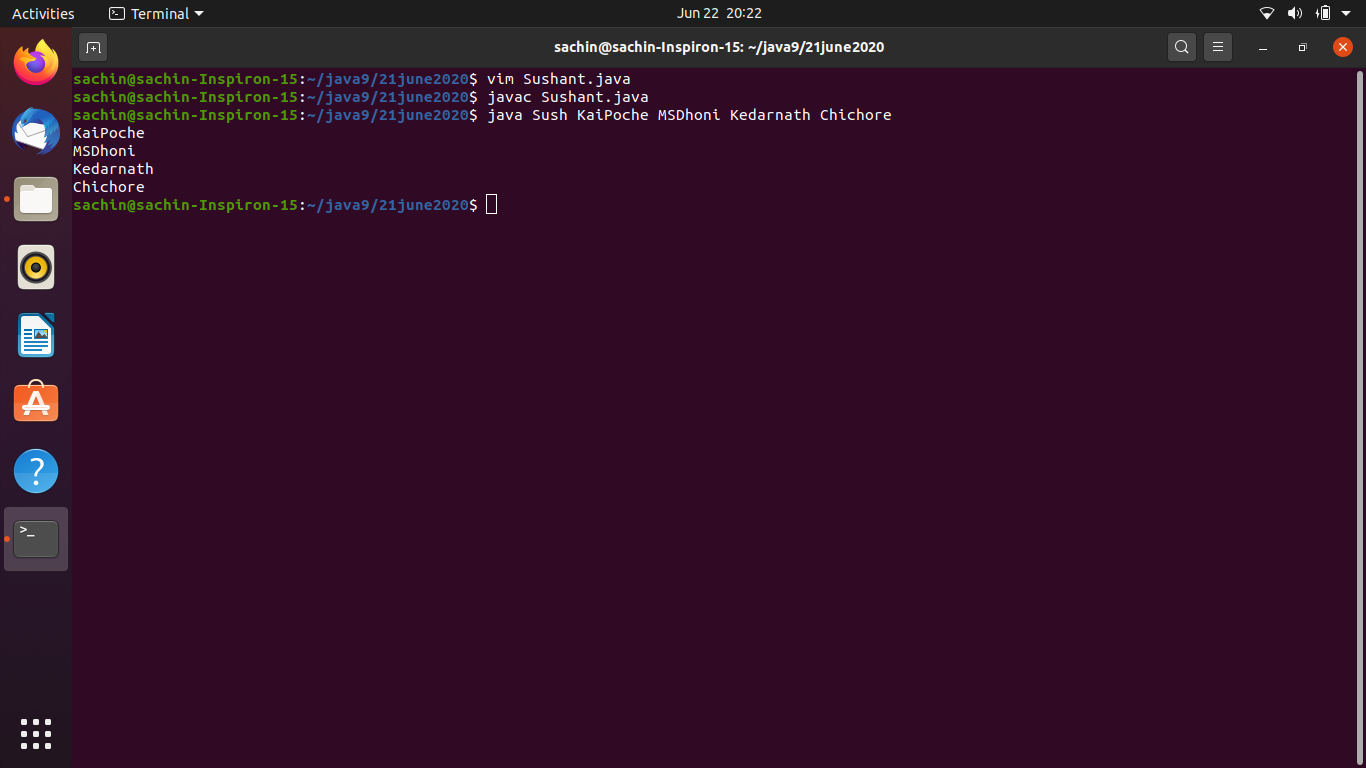 Activities Terminal Jun 22 20:22
sachin@sachin-Inspiron-15: ~/java9/21june2020
sachin@sachin-Inspiron-15:~/java9/21june2020$ vim Sushant.java
sachin@sachin-Inspiron-15:~/java9/21june2020$ javac Sushant.java
sachin@sachin-Inspiron-15:~/java9/21june2020$ java Sush KaiPoche MSDhoni Kedarnath Chichore
KaiPoche
MSDhoni
Kedarnath
Chichore
sachin@sachin-Inspiron-15:~/java9/21june2020$